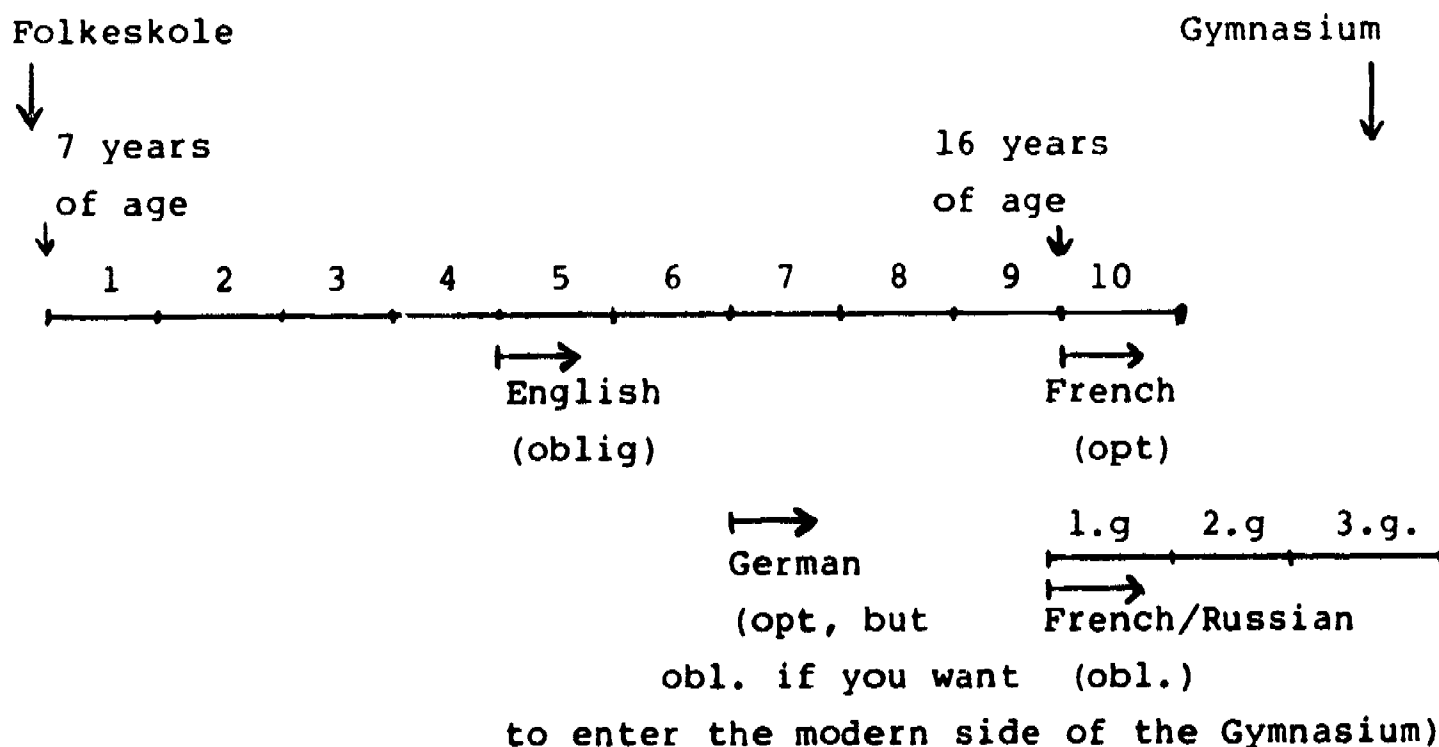 Folkeskole Gymnasium
7 years 16 years
of age of age
1 2 3 4 5 6 7 8 9 10
English French
(oblig) (opt)
1.g 2.g 3.g.
German
(opt, but French/Russian
obl. if you want (obl.)
to enter the modern side of the Gymnasium)